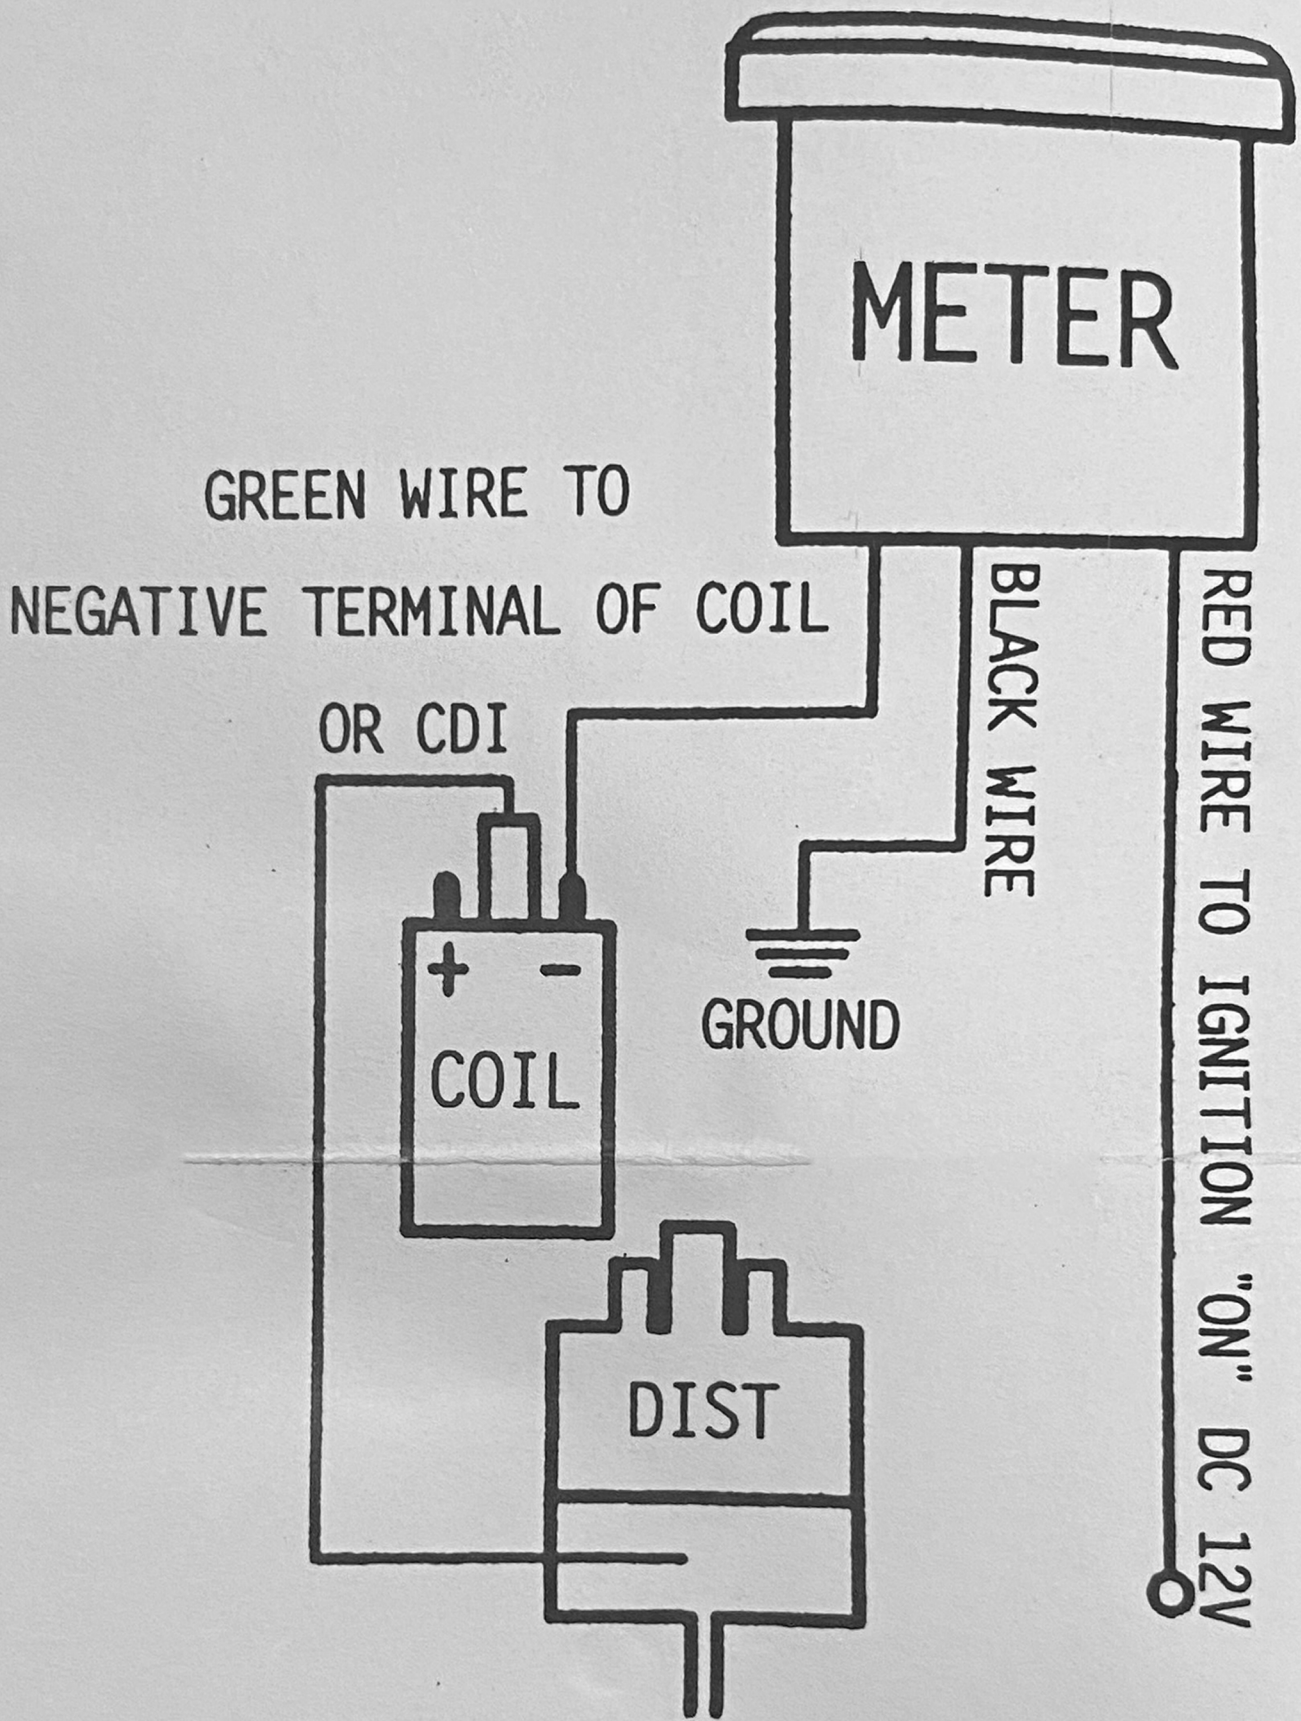 METER
GREEN WIRE TO
NEGATIVE TERMINAL OF COIL
OR CDI
BLACK WIRE
RED WIRE TO IGNITION "ON" DC 12V
+ −
COIL
GROUND
DIST